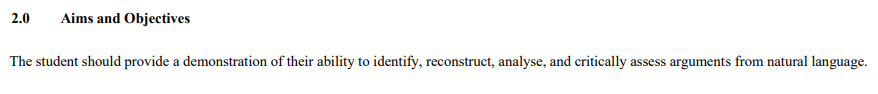 2.0 Aims and Objectives
The student should provide a demonstration of their ability to identify, reconstruct, analyse, and critically assess arguments from natural language.